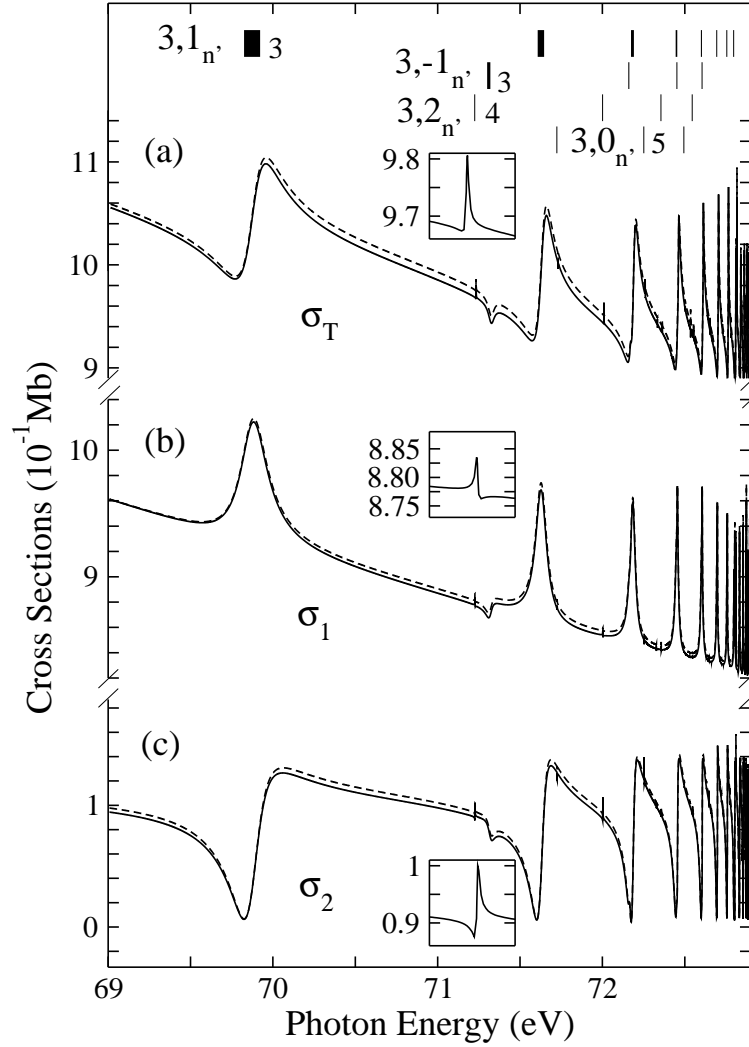 3,1n’ 3
3,-1n’ 3
3,2n’ 4
3,0n’ 5
(a)
9.8
9.7
11
10
9
σT
(b)
8.85
8.80
8.75
10
9
σ1
(c)
1
0
σ2
1
0.9
Cross Sections (10-1Mb)
69 70 71 72
Photon Energy (eV)